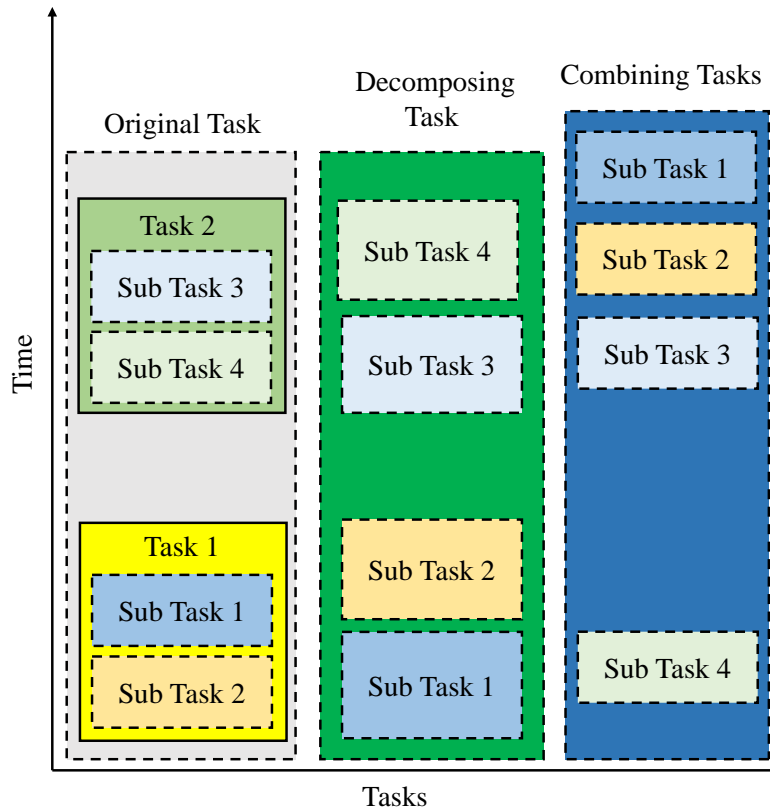 Original Task
Decomposing
Task
Combining Tasks
Time
Task 2
Sub Task 3
Sub Task 4
Task 1
Sub Task 1
Sub Task 2
Sub Task 4
Sub Task 3
Sub Task 2
Sub Task 1
Sub Task 1
Sub Task 2
Sub Task 3
Sub Task 4
Tasks